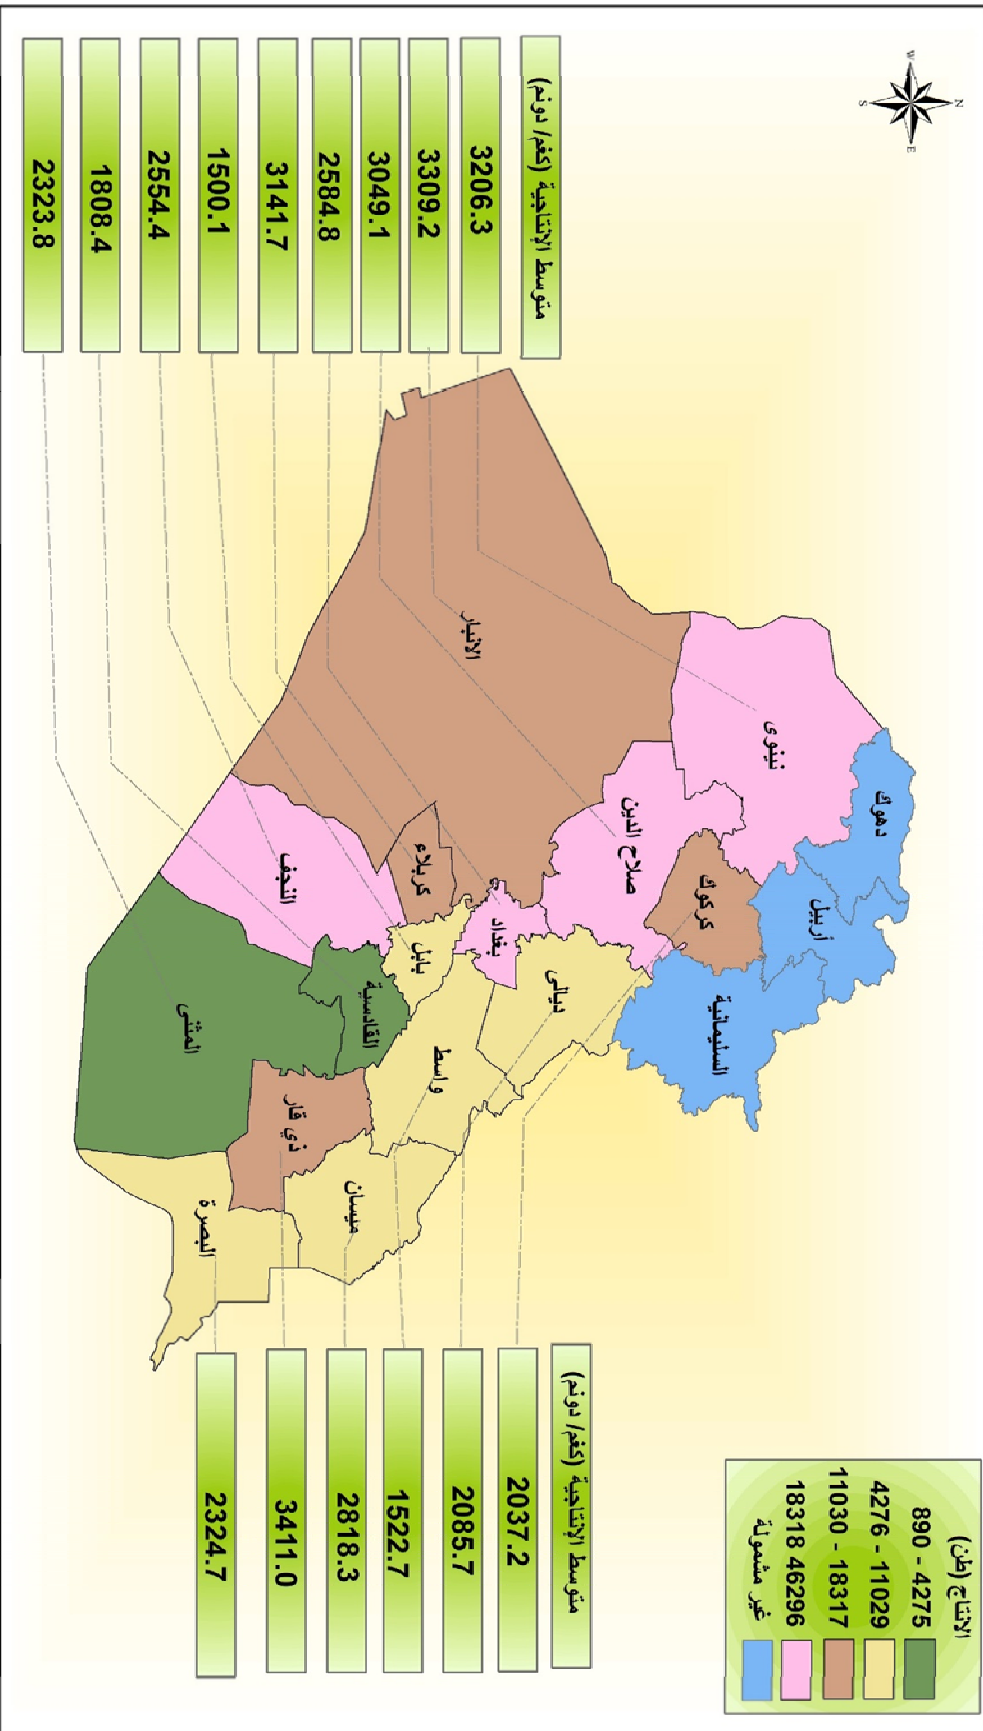 W
N
S
E
متوسط الإنتاجية (كغم/ دونم)
3206.3
3309.2
3049.1
2584.8
3141.7
1500.1
2554.4
1808.4
2323.8
دهوك
نينوى
أربيل
كركوك
السليمانية
صلاح الدين
الانبار
ديالى
بغداد
كربلاء
بابل
واسط
النجف
القادسية
ميسان
المثنى
ذي قار
البصرة
متوسط الإنتاجية (كغم/ دونم)
2037.2
2085.7
1522.7
2818.3
3411.0
2324.7
الإنتاج (طن)
890 - 4275
4276 - 11029
11030 - 18317
18318 46296
غير مشمولة